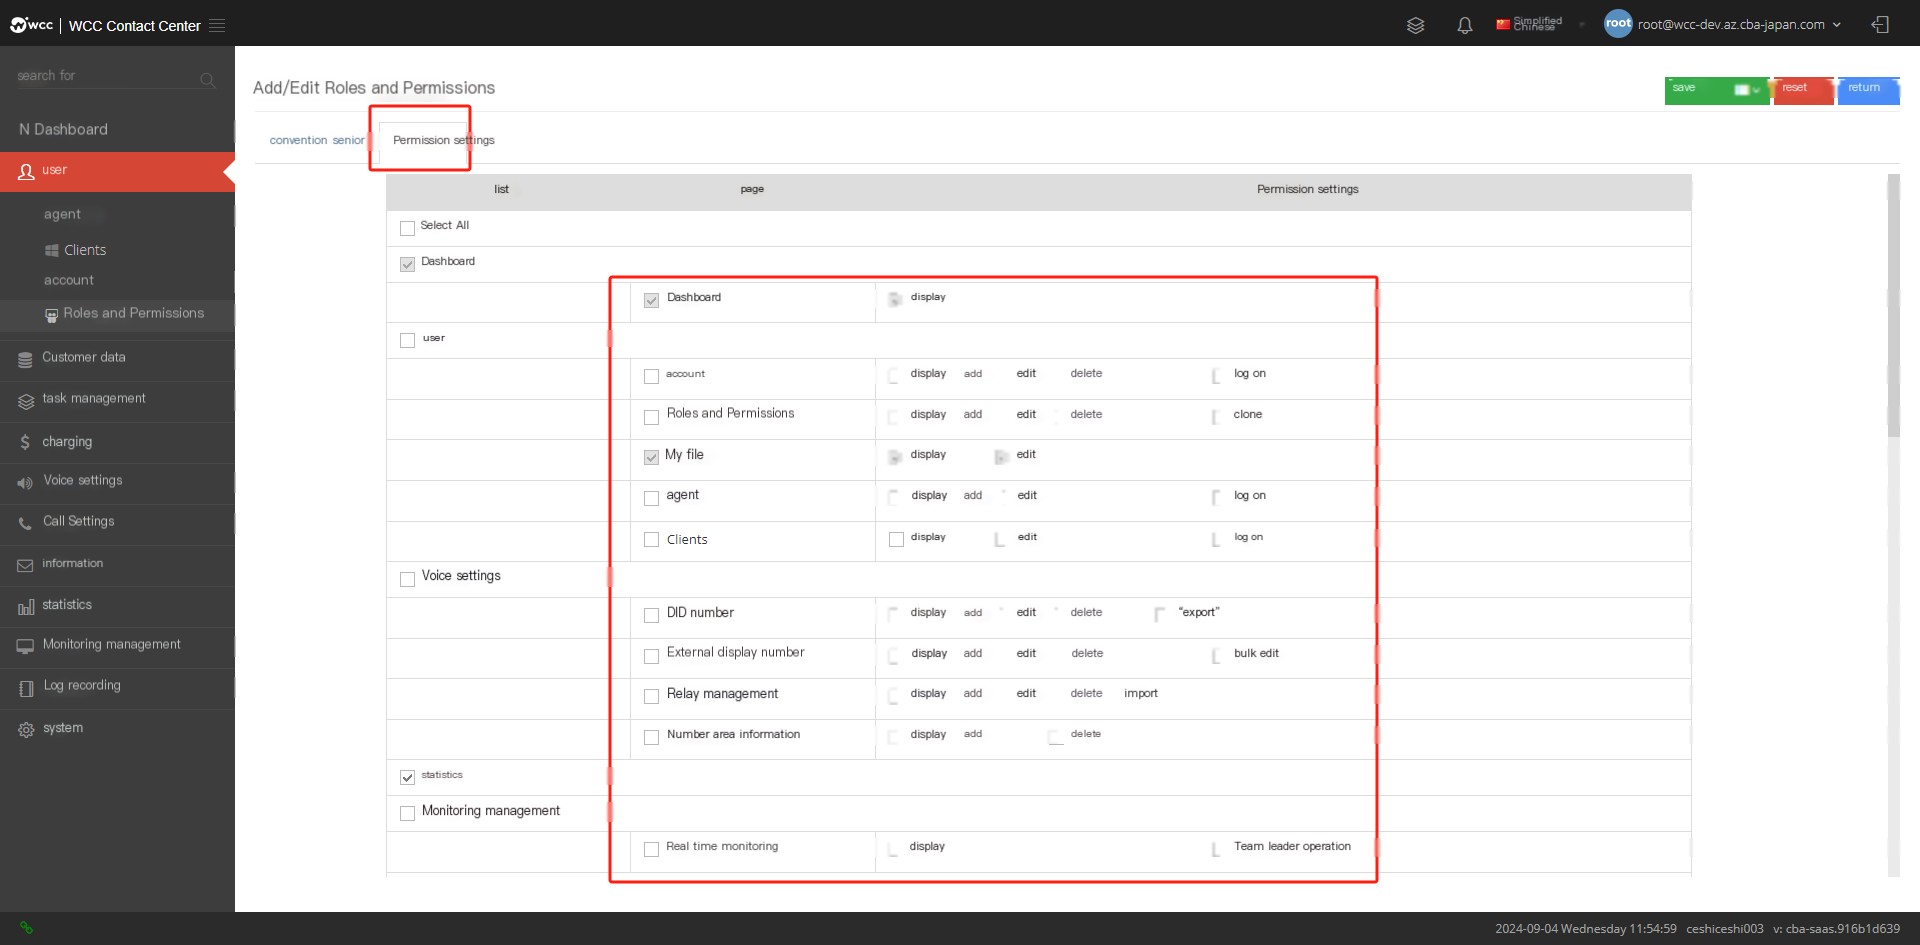 wcc | WCC Contact Center
Simplified Chinese
root
root@wcc-dev.az.cba-japan.com
search for
N Dashboard
user
agent
Clients
account
Roles and Permissions
Customer data
task management
charging
Voice settings
Call Settings
information
statistics
Monitoring management
Log recording
system
Add/Edit Roles and Permissions
save
reset
return
convention senior
Permission settings
list page Permission settings
Select All
Dashboard
Dashboard display
user
account display add edit delete log on
Roles and Permissions display add edit delete clone
My file display edit
agent display add edit log on
Clients display edit log on
Voice settings
DID number display add edit delete “export”
External display number display add edit delete bulk edit
Relay management display add edit delete import
Number area information display add delete
statistics
Monitoring management
Real time monitoring display Team leader operation
2024-09-04 Wednesday 11:54:59 ceshiceshi003 v: cba-saas.916b1d639